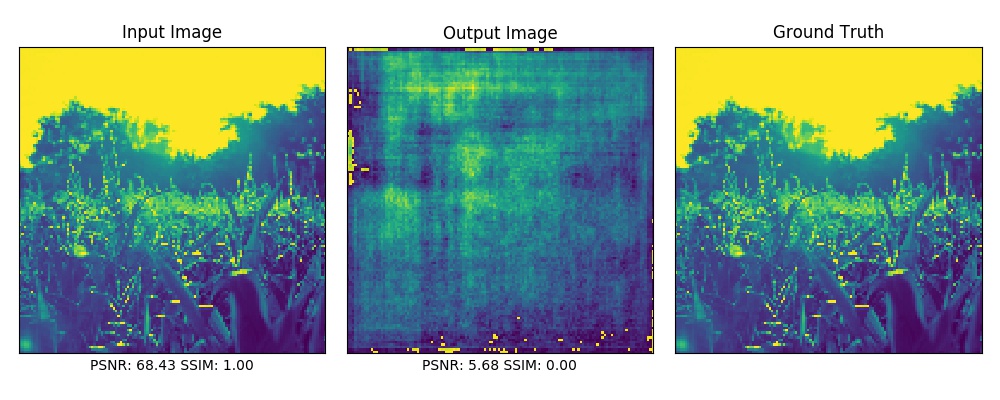 Input Image
Output Image
Ground Truth
PSNR: 68.43 SSIM: 1.00
PSNR: 5.68 SSIM: 0.00